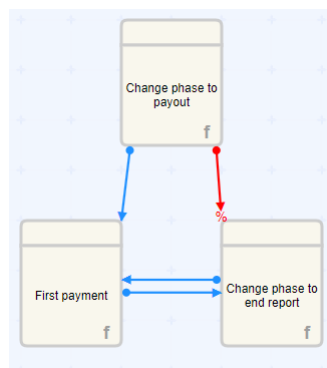 Change phase to
payout
f
%
First payment
f
Change phase to
end report
f